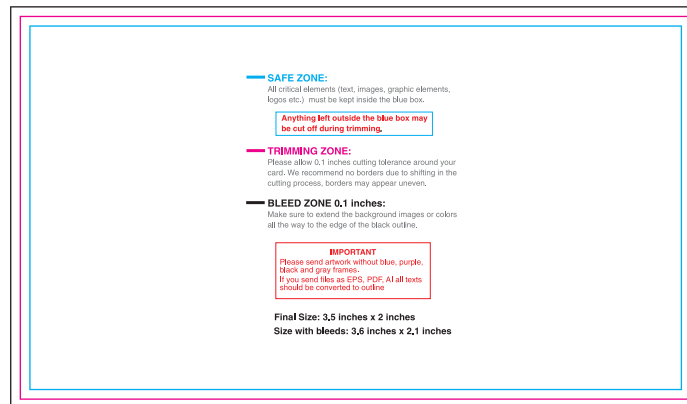 SAFE ZONE:
All critical elements (text, images, graphic elements,
logos etc.) must be kept inside the blue box.
Anything left outside the blue box may
be cut off during trimming.
TRIMMING ZONE:
Please allow 0.1 inches cutting tolerance around your
card. We recommend no borders due to shifting in the
cutting process, borders may appear uneven.
BLEED ZONE 0.1 inches:
Make sure to extend the background images or colors
all the way to the edge of the black outline.
IMPORTANT
Please send artwork without blue, purple,
black and gray frames.
If you send files as EPS, PDF, AI all texts
should be converted to outline
Final Size: 3.5 inches x 2 inches
Size with bleeds: 3.6 inches x 2.1 inches